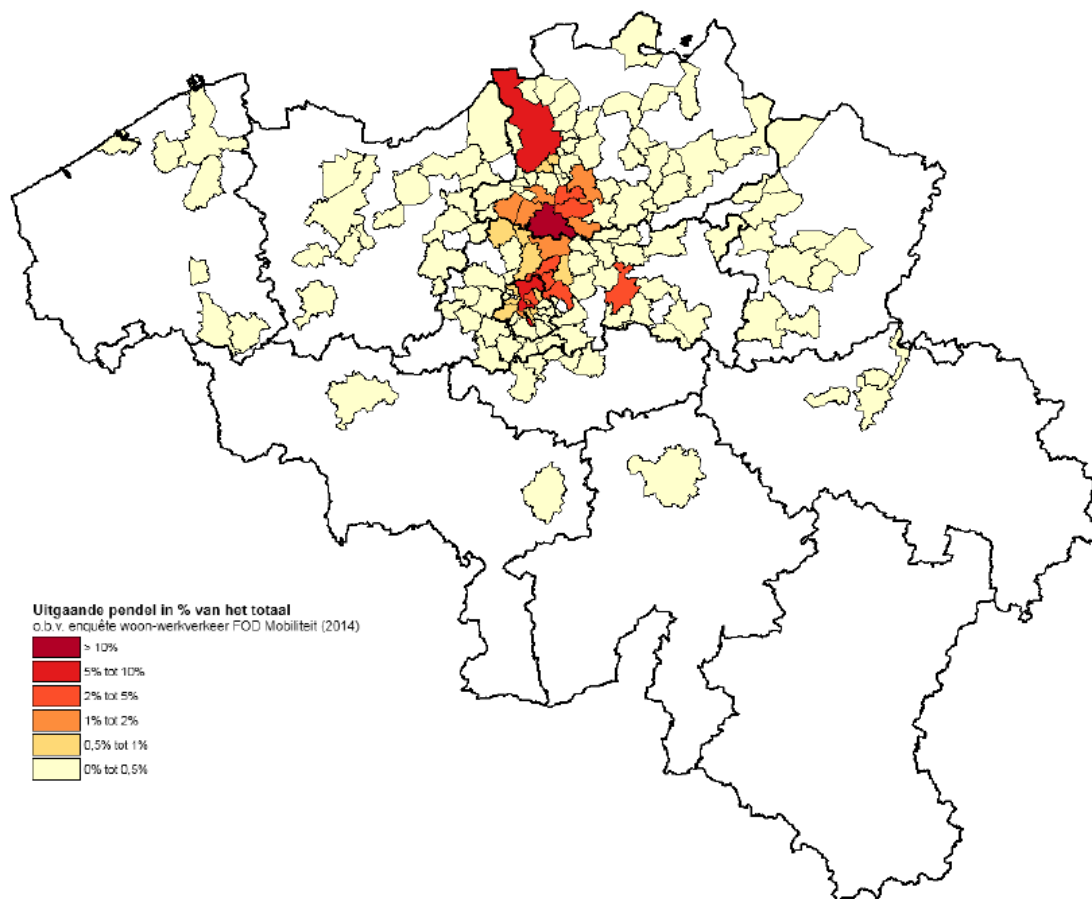 Uitgaande pendel in % van het totaal
o.b.v. enquête woon-werkverkeer FOD Mobiliteit (2014)
> 10%
5% tot 10%
2% tot 5%
1% tot 2%
0,5% tot 1%
0% tot 0,5%